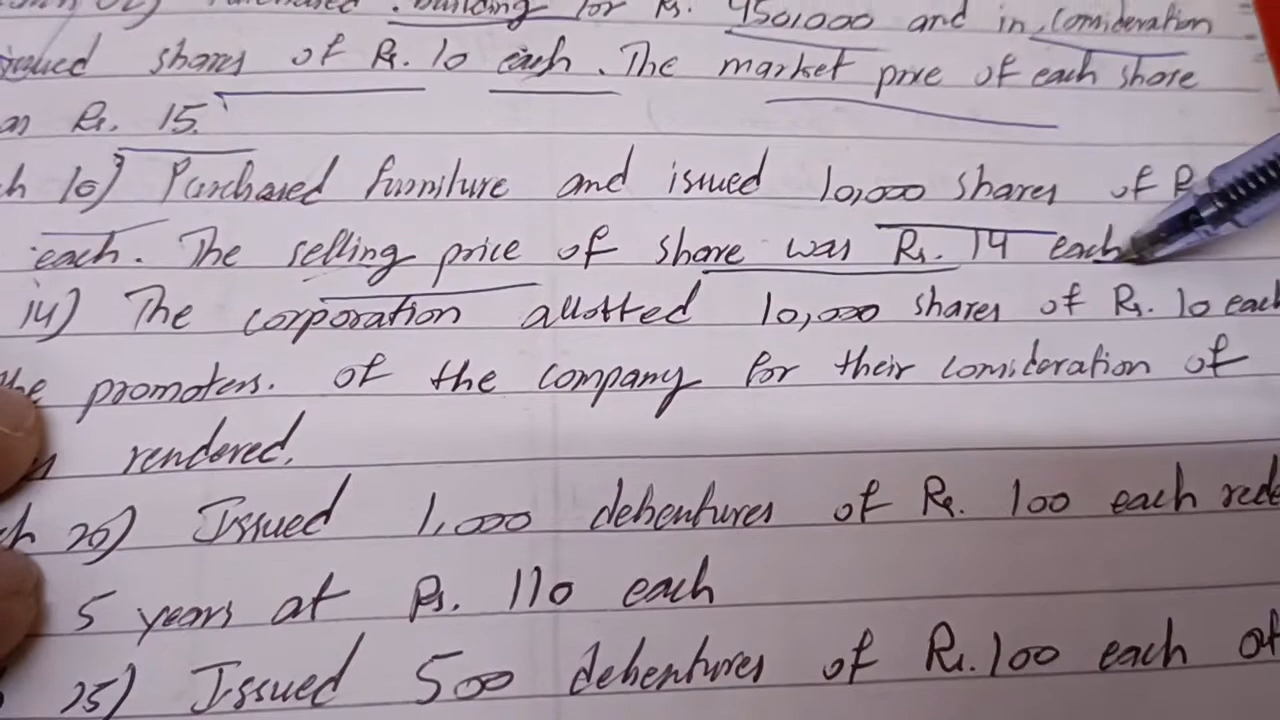 Purchased building for Rs. 450,000 and in consideration
issued shares of Rs. 10 each. The market price of each share
Rs. 15.
10) Purchased furniture and issued 10,000 shares of
each. The selling price of share was Rs. 14 each
14) The corporation allotted 10,000 shares of Rs. 10 each
the promoters. of the company for their consideration of
rendered.
20) Issued 1,000 debentures of Rs. 100 each
5 years at Rs. 110 each
25) Issued 500 debentures of Rs. 100 each at